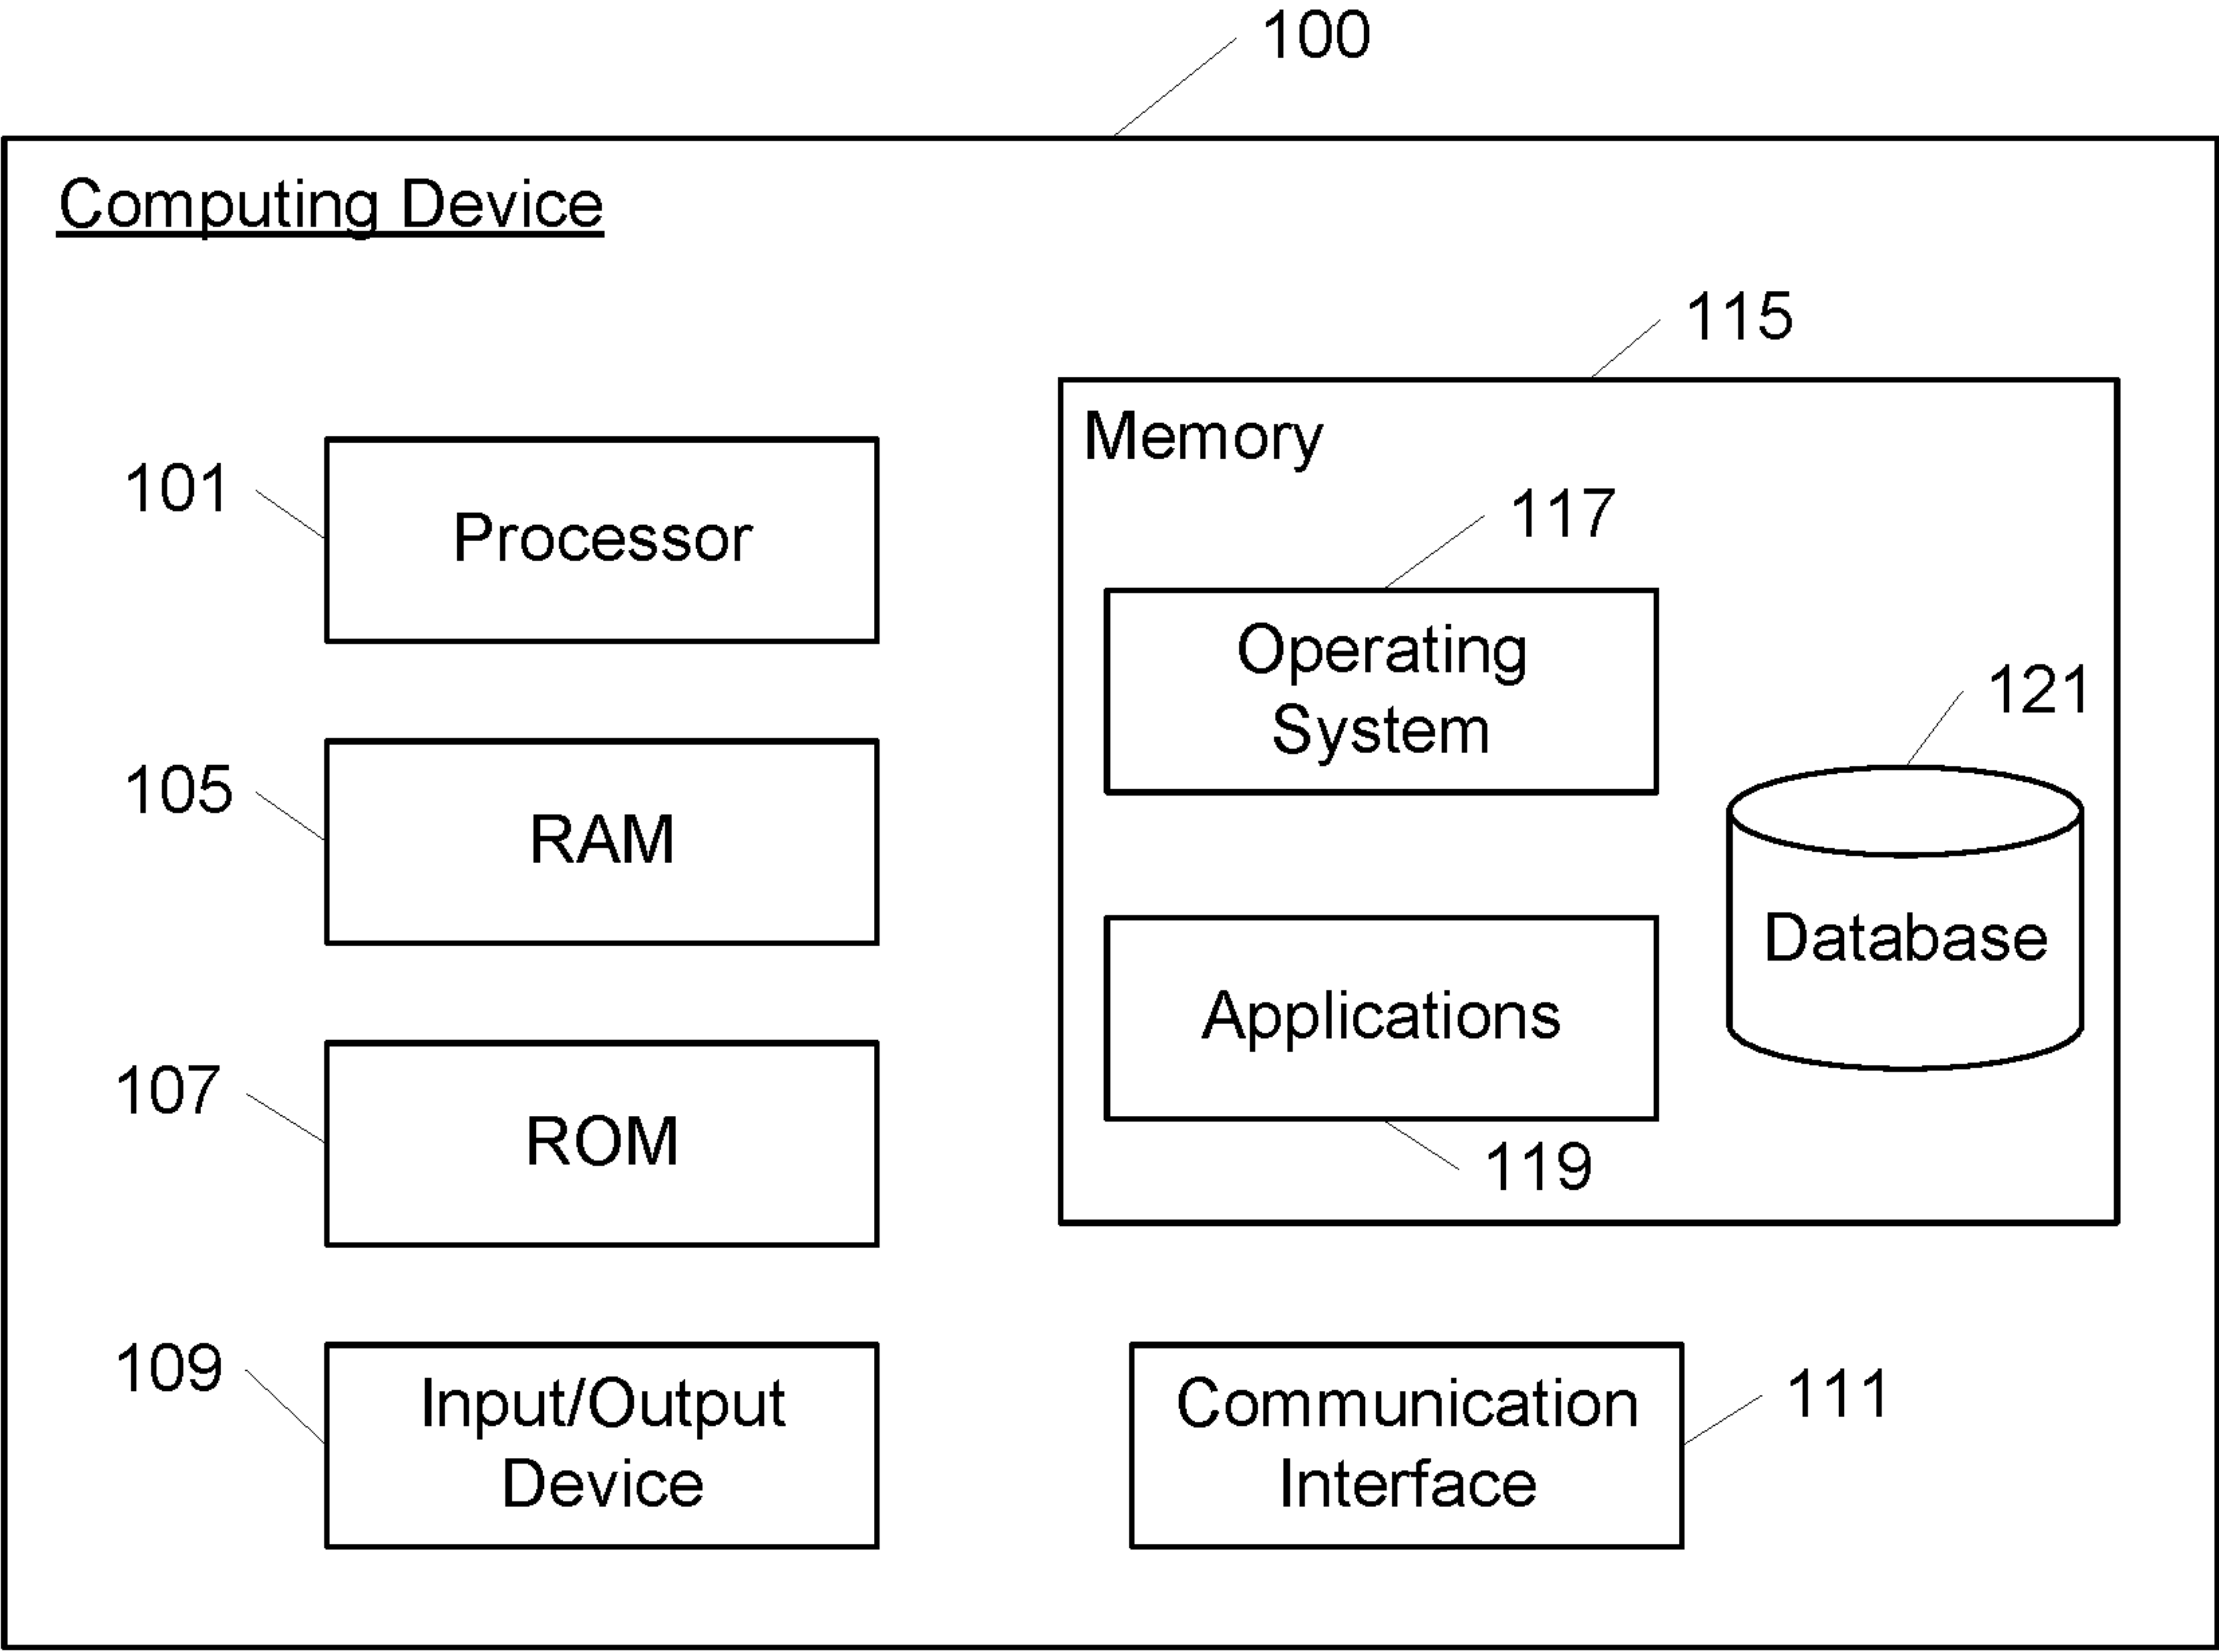 100
Computing Device
115
Memory
101
Processor
117
Operating
System
121
105
RAM
Database
Applications
107
ROM
119
109
Input/Output
Device
Communication
Interface
111